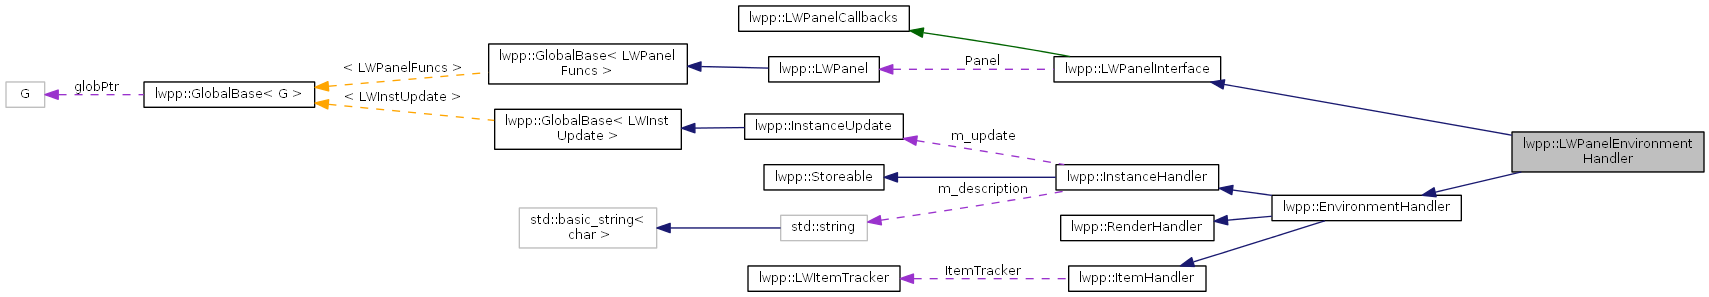 lwpp::LWPanelCallbacks
lwpp::GlobalBase< LWPanel
Funcs >
lwpp::LWPanel
Panel
lwpp::LWPanelInterface
< LWPanelFuncs >
G
globPtr
lwpp::GlobalBase< G >
< LWInstUpdate >
lwpp::GlobalBase< LWInst
Update >
lwpp::InstanceUpdate
m_update
lwpp::LWPanelEnvironment
Handler
lwpp::Storeable
lwpp::InstanceHandler
m_description
lwpp::EnvironmentHandler
std::basic_string<
char >
std::string
lwpp::RenderHandler
lwpp::LWItemTracker
ItemTracker
lwpp::ItemHandler